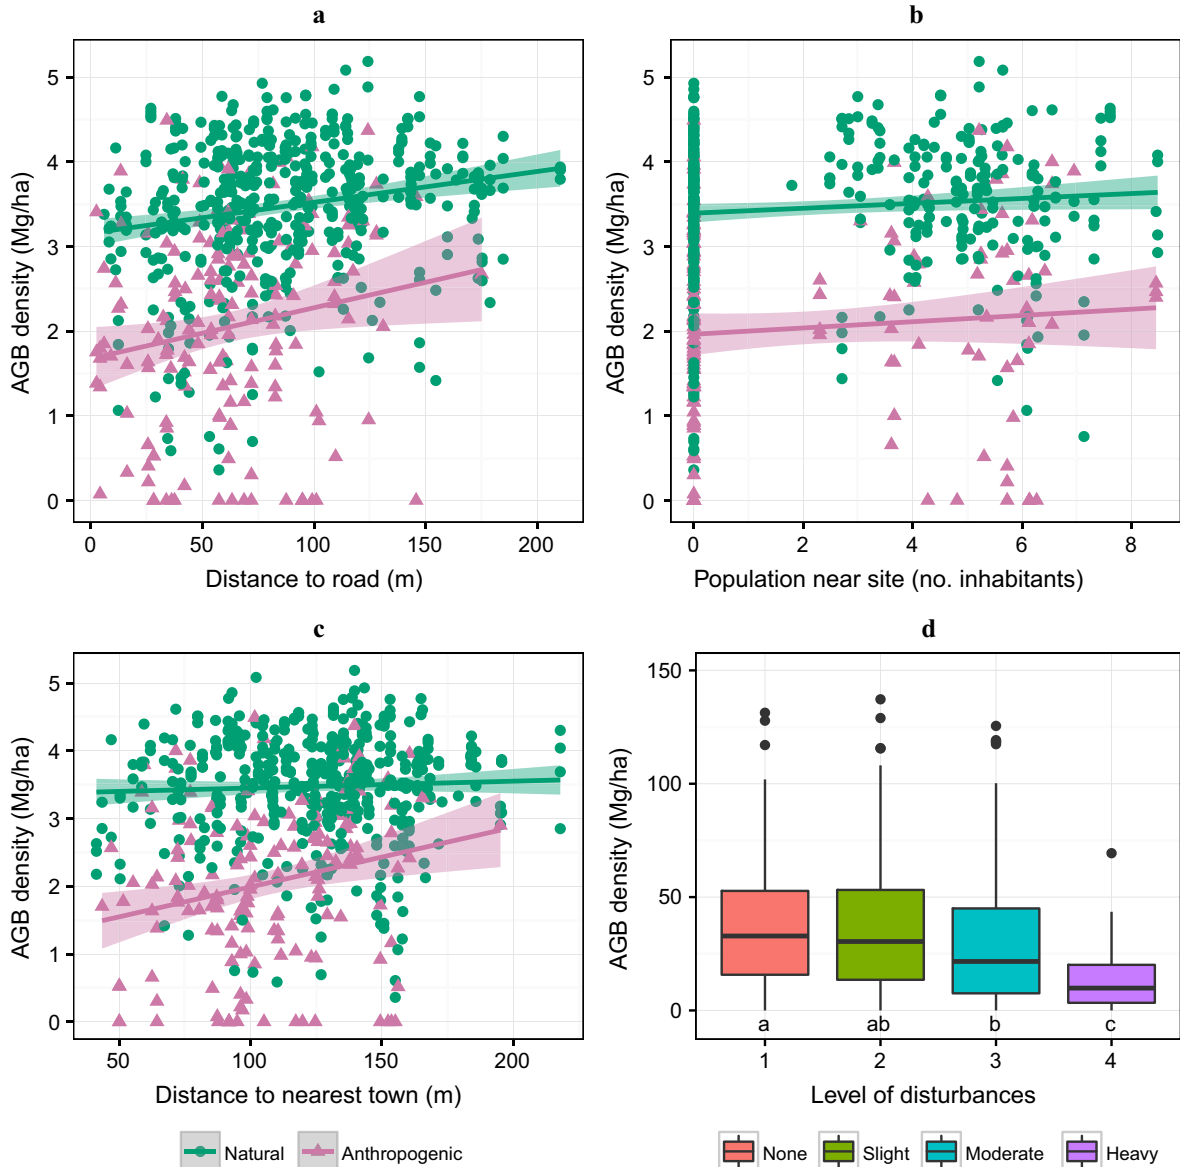 a
b
AGB density (Mg/ha)
5
4
3
2
1
0
0 50 100 150 200
Distance to road (m)
AGB density (Mg/ha)
5
4
3
2
1
0
0 2 4 6 8
Population near site (no. inhabitants)
c
d
AGB density (Mg/ha)
5
4
3
2
1
0
50 100 150 200
Distance to nearest town (m)
Natural Anthropogenic
AGB density (Mg/ha)
150
100
50
0
a ab b c
1 2 3 4
Level of disturbances
None Slight Moderate Heavy